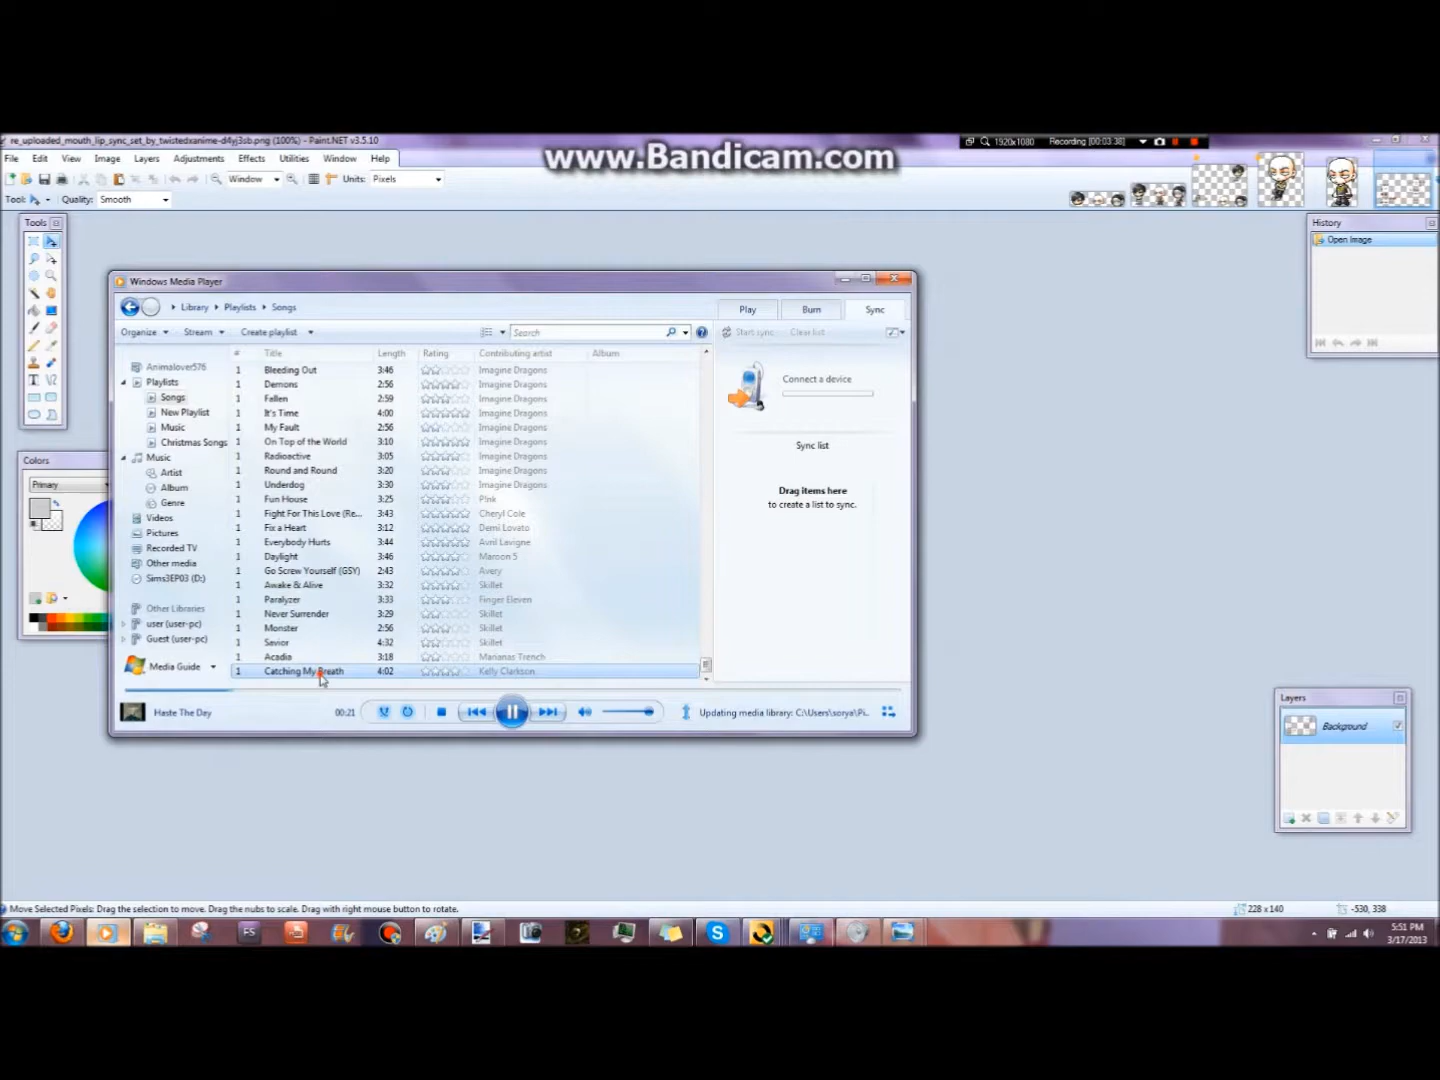 re_uploaded_mouth_lip_sync_set_by_twistedxanime-d4yj3sb.png (100%) - Paint.NET v3.5.10
1920x1080 Recording [00:03:38]
www.Bandicam.com
File Edit View Image Layers Adjustments Effects Utilities Window Help
Window Units: Pixels
Tool: Quality: Smooth
Tools
History
Open Image
Windows Media Player
Library Playlists Songs
Play Burn Sync
Organize Stream Create playlist Search Start sync Clear list
# Title Length Rating Contributing artist Album
Animalover576
Playlists
Songs
New Playlist
Music
Christmas Songs
Music
Artist
Album
Genre
Videos
Pictures
Recorded TV
Other media
Sims3EP03 (D:)
Other Libraries
user (user-pc)
Guest (user-pc)
Media Guide
1 Bleeding Out 3:46 Imagine Dragons
1 Demons 2:56 Imagine Dragons
1 Fallen 2:59 Imagine Dragons
1 It's Time 4:00 Imagine Dragons
1 My Fault 2:56 Imagine Dragons
1 On Top of the World 3:10 Imagine Dragons
1 Radioactive 3:05 Imagine Dragons
1 Round and Round 3:20 Imagine Dragons
1 Underdog 3:30 Imagine Dragons
1 Fun House 3:25 P!nk
1 Fight For This Love (Re... 3:43 Cheryl Cole
1 Fix a Heart 3:12 Demi Lovato
1 Everybody Hurts 3:44 Avril Lavigne
1 Daylight 3:46 Maroon 5
1 Go Screw Yourself (GSY) 2:43 Avery
1 Awake & Alive 3:32 Skillet
1 Paralyzer 3:33 Finger Eleven
1 Never Surrender 3:29 Skillet
1 Monster 2:56 Skillet
1 Savior 4:32 Skillet
1 Acadia 3:18 Marianas Trench
1 Catching My Breath 4:02 Kelly Clarkson
Connect a device
Sync list
Drag items here
to create a list to sync.
Haste The Day 00:21 Updating media library: C:\Users\sorya\Pi...
Colors
Primary
Layers
Background
Move Selected Pixels: Drag the selection to move. Drag the nubs to scale. Drag with right mouse button to rotate.
228 x 140 -530, 338
FS
5:51 PM
3/17/2013